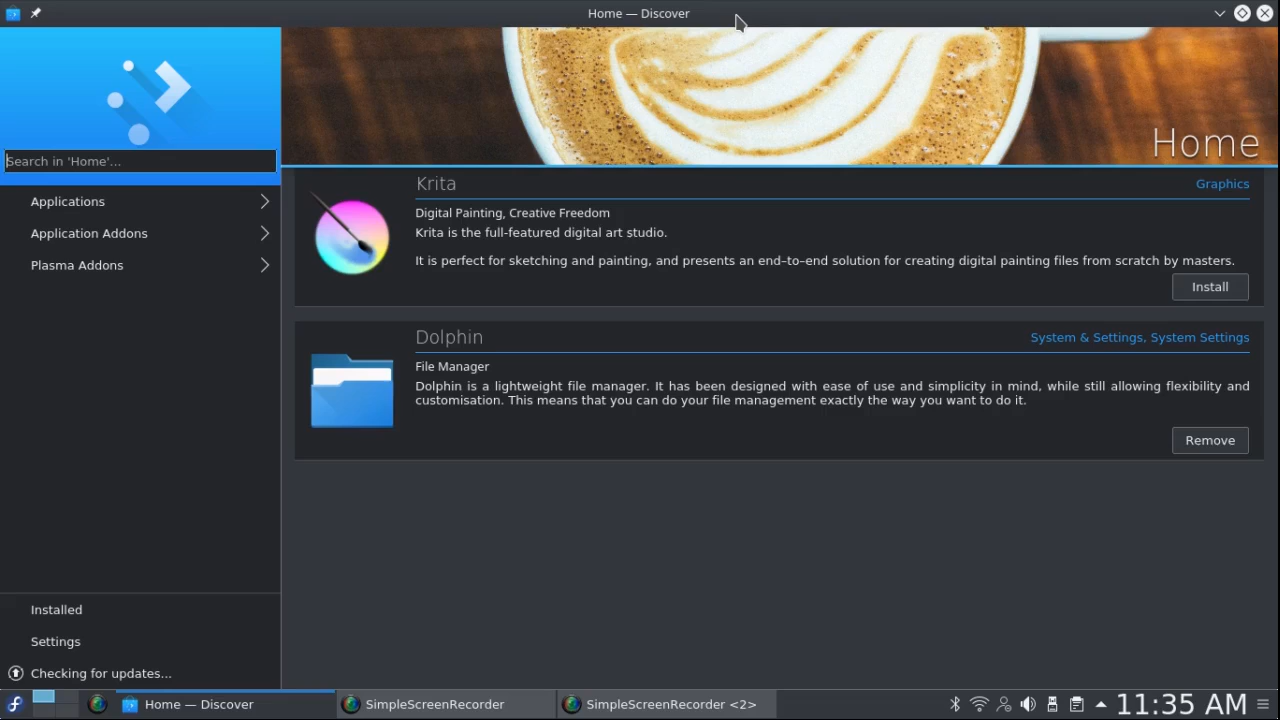 Home — Discover
Home
Search in 'Home'...
Applications
Application Addons
Plasma Addons
Installed
Settings
Checking for updates...
Krita
Graphics
Digital Painting, Creative Freedom
Krita is the full-featured digital art studio.
It is perfect for sketching and painting, and presents an end–to–end solution for creating digital painting files from scratch by masters.
Install
Dolphin
System & Settings, System Settings
File Manager
Dolphin is a lightweight file manager. It has been designed with ease of use and simplicity in mind, while still allowing flexibility and
customisation. This means that you can do your file management exactly the way you want to do it.
Remove
Home — Discover
SimpleScreenRecorder
SimpleScreenRecorder <2>
11:35 AM